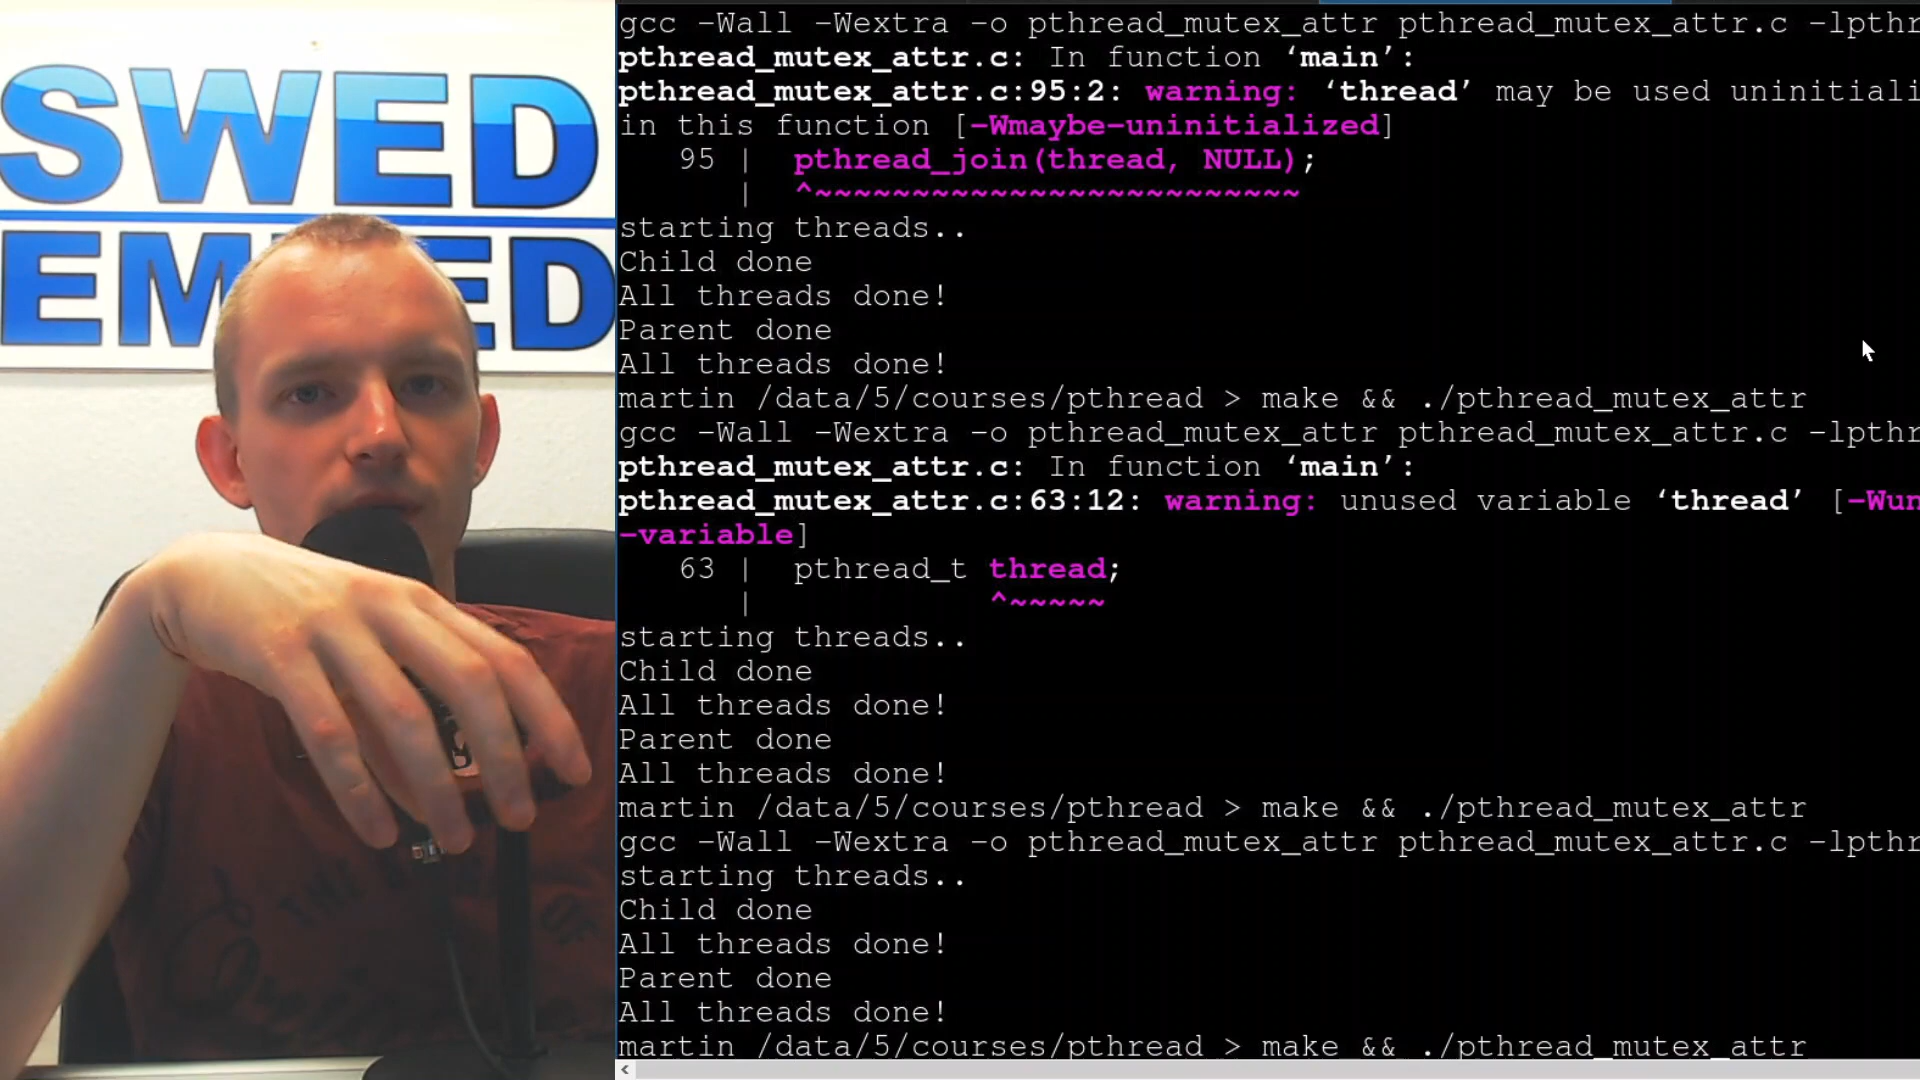 SWED
EMBED
gcc -Wall -Wextra -o pthread_mutex_attr pthread_mutex_attr.c -lpthr
pthread_mutex_attr.c: In function ‘main’:
pthread_mutex_attr.c:95:2: warning: ‘thread’ may be used uninitiali
in this function [-Wmaybe-uninitialized]
95 | pthread_join(thread, NULL);
| ^~~~~~~~~~~~~~~~~~~~~~~~~~
starting threads..
Child done
All threads done!
Parent done
All threads done!
martin /data/5/courses/pthread > make && ./pthread_mutex_attr
gcc -Wall -Wextra -o pthread_mutex_attr pthread_mutex_attr.c -lpthr
pthread_mutex_attr.c: In function ‘main’:
pthread_mutex_attr.c:63:12: warning: unused variable ‘thread’ [-Wun
-variable]
63 | pthread_t thread;
| ^~~~~~
starting threads..
Child done
All threads done!
Parent done
All threads done!
martin /data/5/courses/pthread > make && ./pthread_mutex_attr
gcc -Wall -Wextra -o pthread_mutex_attr pthread_mutex_attr.c -lpthr
starting threads..
Child done
All threads done!
Parent done
All threads done!
martin /data/5/courses/pthread > make && ./pthread_mutex_attr